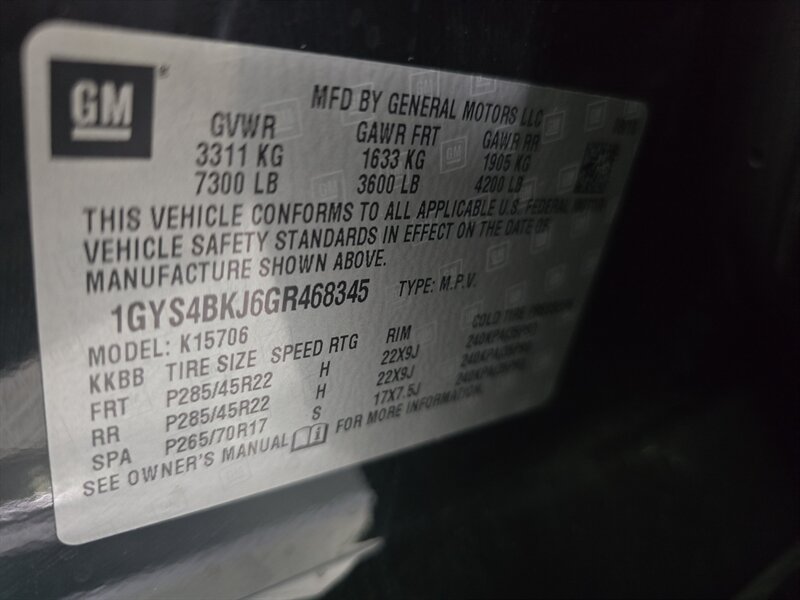 GM
MFD BY GENERAL MOTORS LLC
GVWR GAWR FRT GAWR RR
3311 KG 1633 KG 1905 KG
7300 LB 3600 LB 4200 LB
THIS VEHICLE CONFORMS TO ALL APPLICABLE U.S. FEDERAL MOTOR
VEHICLE SAFETY STANDARDS IN EFFECT ON THE DATE OF
MANUFACTURE SHOWN ABOVE.
1GYS4BKJ6GR468345 TYPE: M.P.V.
MODEL: K15706
KKBB TIRE SIZE SPEED RTG RIM COLD TIRE
FRT P285/45R22 H 22X9J
RR P285/45R22 H 22X9J
SPA P265/70R17 S 17X7.5J
SEE OWNER'S MANUAL FOR MORE INFORMATION.